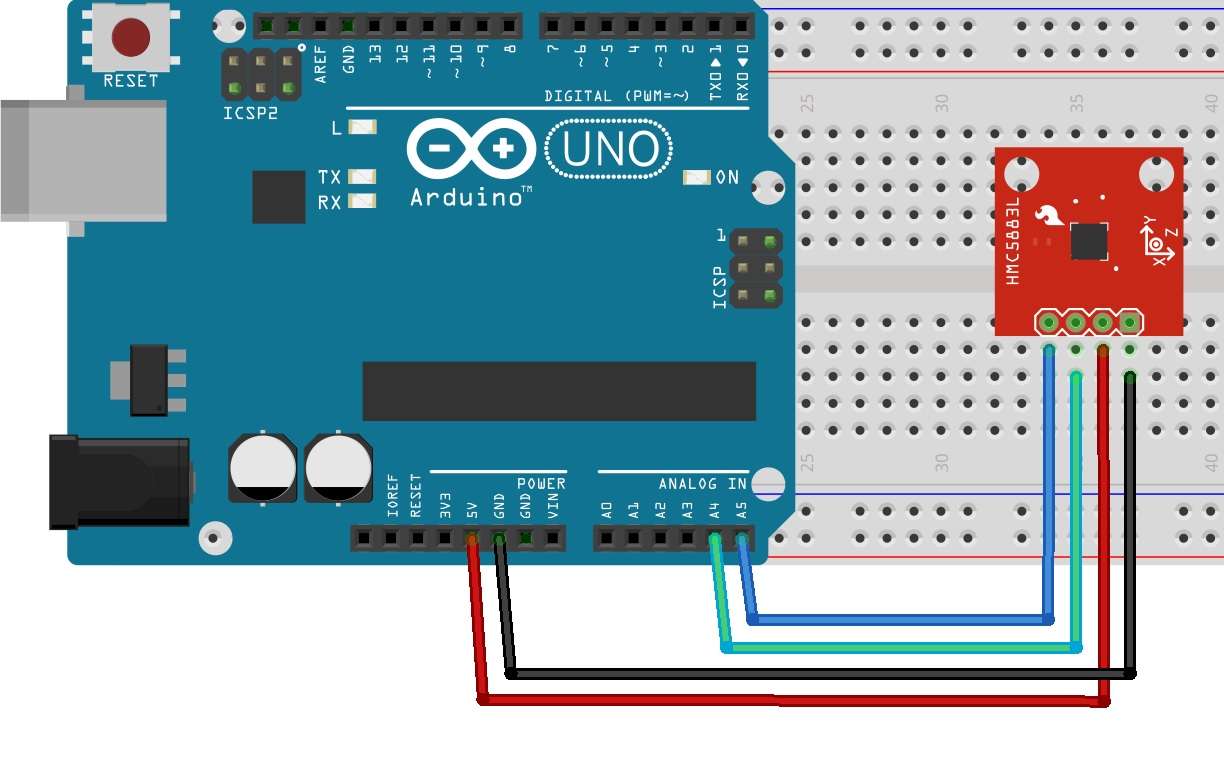 RESET
ICSP2
AREF
GND
13
12
~11
~10
~9
8
7
~6
~5
4
~3
2
TX0▶1
RX0◀0
DIGITAL (PWM=~)
L
TX
RX
Arduino™
UNO
ON
1
ICSP
25
30
35
40
HMC5883L
Y
Z
X
25
30
40
IOREF
RESET
3V3
5V
GND
GND
VIN
POWER
ANALOG IN
A0
A1
A2
A3
A4
A5